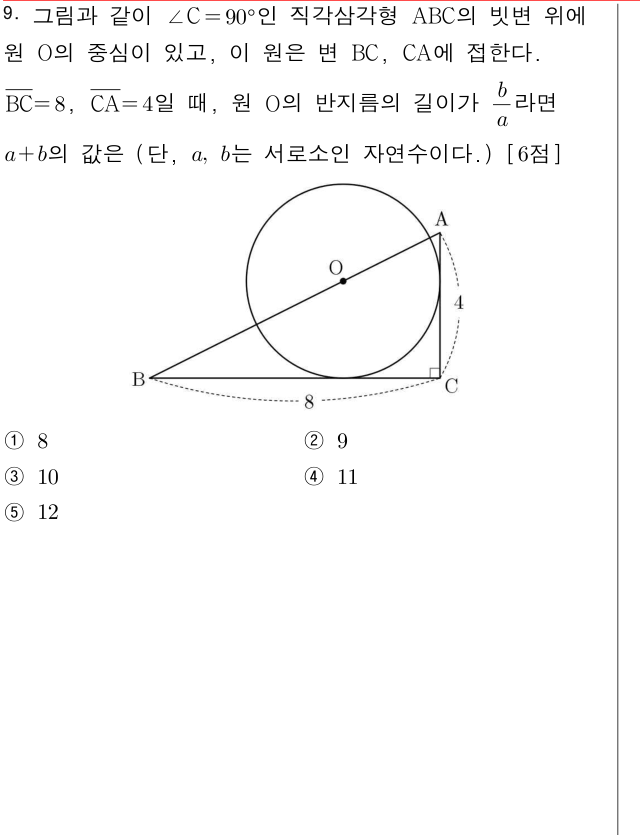 9. 그림과 같이 ∠C=90°인 직각삼각형 ABC의 빗변 위에
원 O의 중심이 있고, 이 원은 변 BC, CA에 접한다.
BC=8, CA=4일 때, 원 O의 반지름의 길이가 b/a라면
a+b의 값은 (단, a, b는 서로소인 자연수이다.) [6점]
A
O
4
B
C
8
① 8
② 9
③ 10
④ 11
⑤ 12